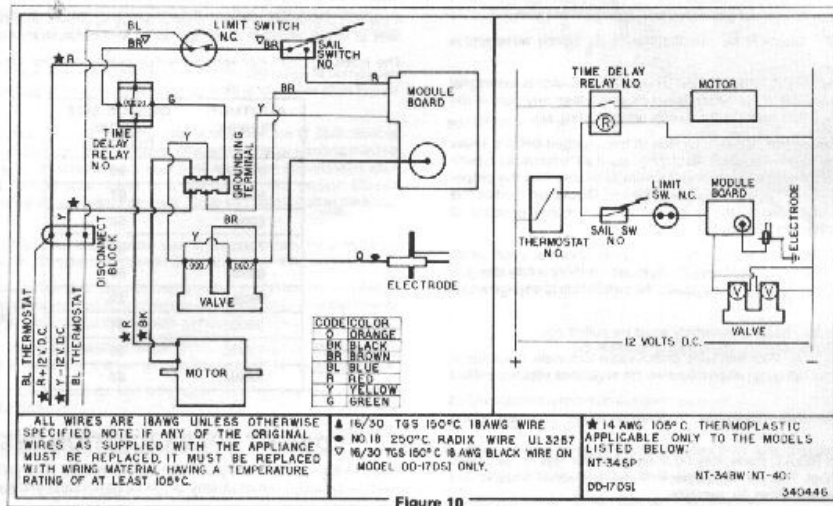 BL
LIMIT SWITCH
N.C.
BR
BR
BR
SAIL
SWITCH
N.O.
R
R
BR
MODULE
BOARD
G
Y
TIME
DELAY
RELAY
N.O.
Y
GROUNDING
TERMINAL
Y
DISCONNECT
BLOCK
BR
Y
O
ELECTRODE
VALVE
BL THERMOSTAT
R + 12V. D.C.
Y - 12V. D.C.
BL THERMOSTAT
R
BK
MOTOR
CODE COLOR
O ORANGE
BK BLACK
BR BROWN
BL BLUE
R RED
Y YELLOW
G GREEN
TIME DELAY
RELAY N.O.
MOTOR
R
THERMOSTAT
N.O.
SAIL SW.
N.O.
LIMIT
SW. N.C.
MODULE
BOARD
ELECTRODE
V V
VALVE
12 VOLTS D.C.
+ -
ALL WIRES ARE 18AWG UNLESS OTHERWISE
SPECIFIED. NOTE: IF ANY OF THE ORIGINAL
WIRES AS SUPPLIED WITH THE APPLIANCE
MUST BE REPLACED, IT MUST BE REPLACED
WITH WIRING MATERIAL HAVING A TEMPERATURE
RATING OF AT LEAST 105°C.
▲ 16/30 TGS 150°C. 18AWG WIRE
● NO.18 250°C. RADIX WIRE UL3257
▽ 16/30 TGS 150°C 18 AWG BLACK WIRE ON
MODEL DD-17DSI ONLY.
★ 14 AWG 105°C. THERMOPLASTIC
APPLICABLE ONLY TO THE MODELS
LISTED BELOW:
NT-34SP
NT-34BW NT-40
DD-17DSI
340446
Figure 10